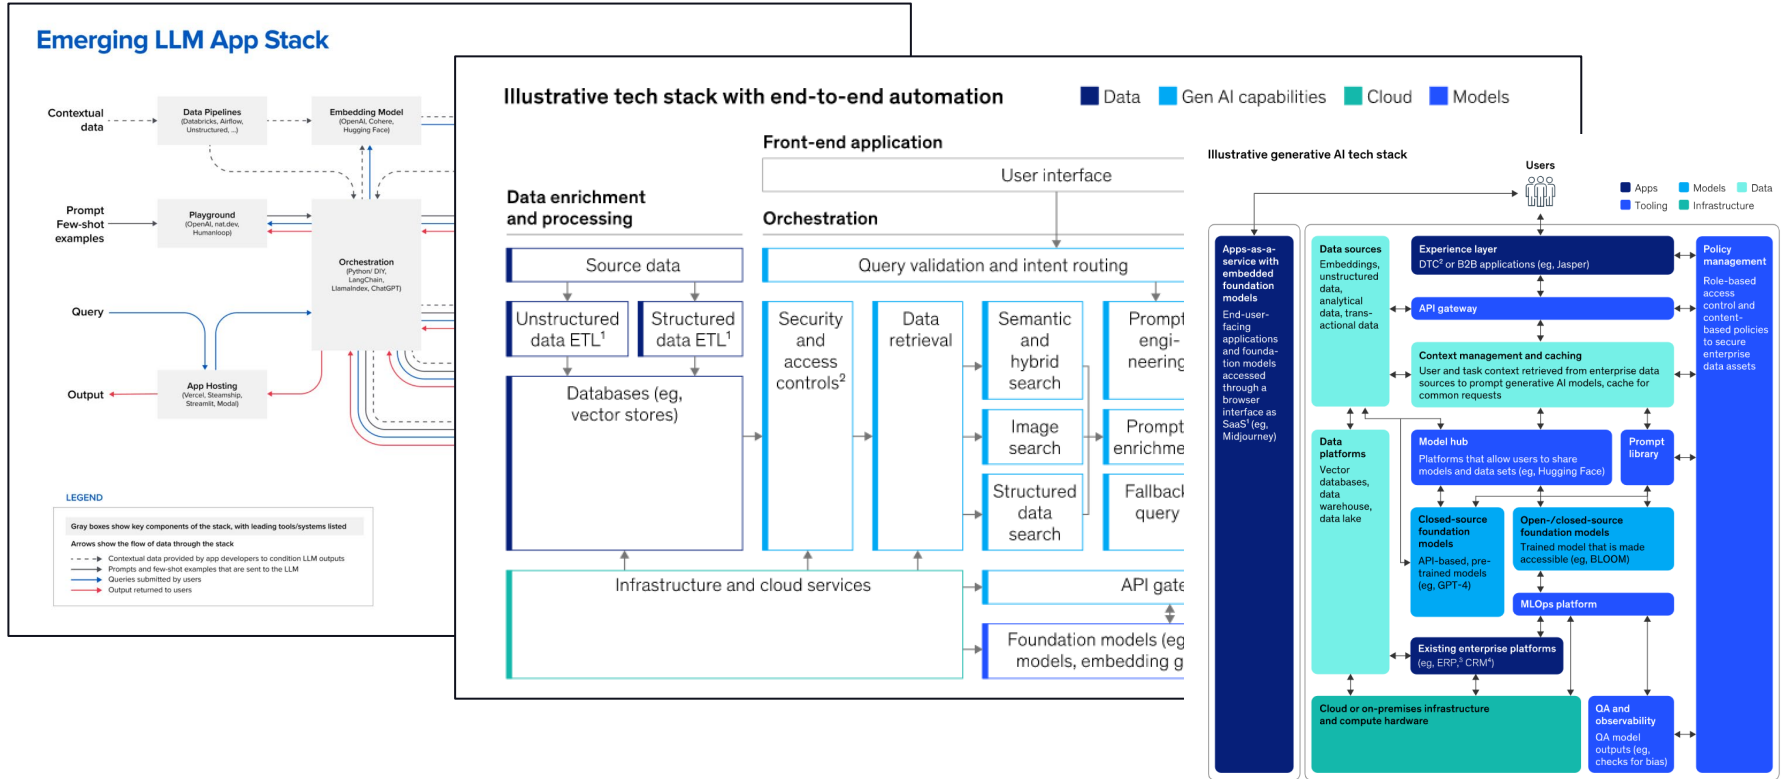 Emerging LLM App Stack
Contextual
data
Data Pipelines
(Databricks, Airflow,
Unstructured, ...)
Embedding Model
(OpenAI, Cohere,
Hugging Face)
Prompt
Few-shot
examples
Playground
(OpenAI, nat.dev,
Humanloop)
Orchestration
(Python/ DIY,
LangChain,
LlamaIndex, ChatGPT)
Query
Output
App Hosting
(Vercel, Steamship,
Streamlit, Modal)
LEGEND
Gray boxes show key components of the stack, with leading tools/systems listed
Arrows show the flow of data through the stack
Contextual data provided by app developers to condition LLM outputs
Prompts and few-shot examples that are sent to the LLM
Queries submitted by users
Output returned to users
Illustrative tech stack with end-to-end automation
Data
Gen AI capabilities
Cloud
Models
Front-end application
User interface
Data enrichment
and processing
Orchestration
Source data
Query validation and intent routing
Unstructured
data ETL¹
Structured
data ETL¹
Databases (eg,
vector stores)
Security
and
access
controls²
Data
retrieval
Semantic
and
hybrid
search
Image
search
Structured
data
search
Prompt
engi-
neering
Prompt
enrichme
Fallback
query
Infrastructure and cloud services
API gate
Foundation models (eg
models, embedding g
Illustrative generative AI tech stack
Users
Apps
Models
Data
Tooling
Infrastructure
Apps-as-a-
service with
embedded
foundation
models
End-user-
facing
applications
and founda-
tion models
accessed
through a
browser
interface as
SaaS¹ (eg,
Midjourney)
Data sources
Embeddings,
unstructured
data,
analytical
data, trans-
actional data
Experience layer
DTC² or B2B applications (eg, Jasper)
API gateway
Context management and caching
User and task context retrieved from enterprise data
sources to prompt generative AI models, cache for
common requests
Policy
management
Role-based
access
control and
content-
based policies
to secure
enterprise
data assets
Data
platforms
Vector
databases,
data
warehouse,
data lake
Model hub
Platforms that allow users to share
models and data sets (eg, Hugging Face)
Prompt
library
Closed-source
foundation
models
API-based, pre-
trained models
(eg, GPT-4)
Open-/closed-source
foundation models
Trained model that is made
accessible (eg, BLOOM)
MLOps platform
Existing enterprise platforms
(eg, ERP,³ CRM⁴)
Cloud or on-premises infrastructure
and compute hardware
QA and
observability
QA model
outputs (eg,
checks for bias)